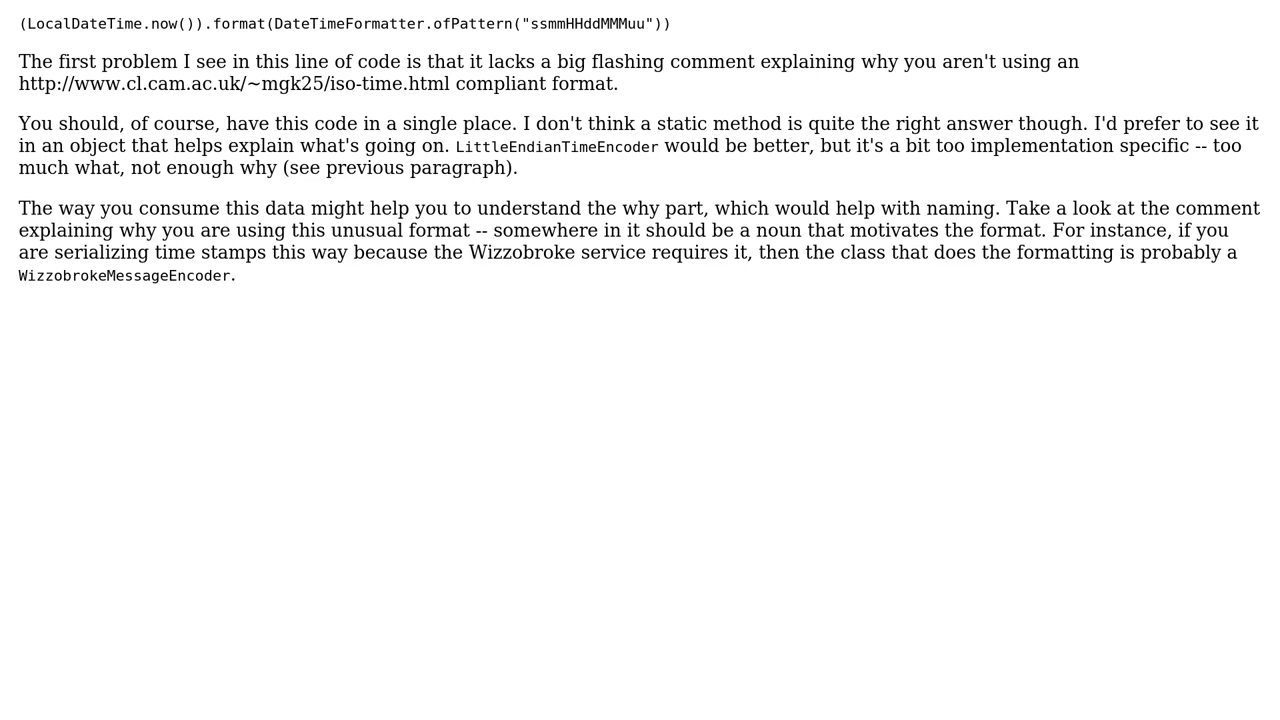 (LocalDateTime.now()).format(DateTimeFormatter.ofPattern("ssmmHHddMMMuu"))
The first problem I see in this line of code is that it lacks a big flashing comment explaining why you aren't using an
http://www.cl.cam.ac.uk/~mgk25/iso-time.html compliant format.
You should, of course, have this code in a single place. I don't think a static method is quite the right answer though. I'd prefer to see it
in an object that helps explain what's going on. LittleEndianTimeEncoder would be better, but it's a bit too implementation specific -- too
much what, not enough why (see previous paragraph).
The way you consume this data might help you to understand the why part, which would help with naming. Take a look at the comment
explaining why you are using this unusual format -- somewhere in it should be a noun that motivates the format. For instance, if you
are serializing time stamps this way because the Wizzobroke service requires it, then the class that does the formatting is probably a
WizzobrokeMessageEncoder.